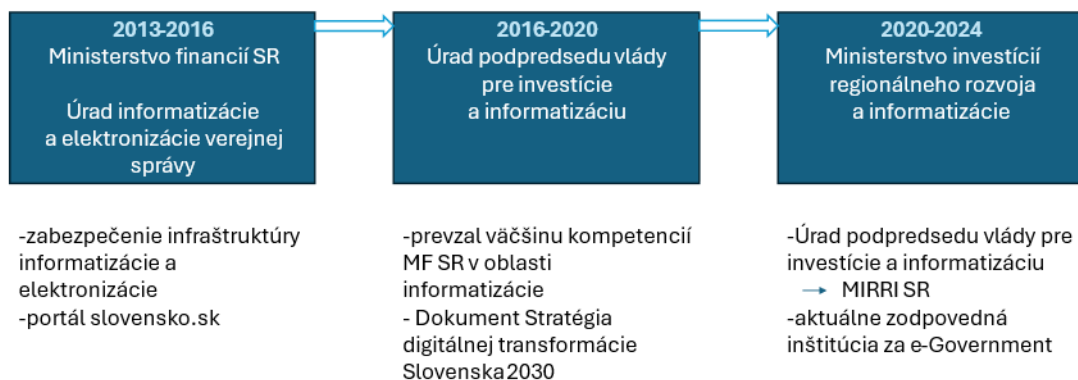 2013-2016
Ministerstvo financií SR
Úrad informatizácie
a elektronizácie verejnej
správy
2016-2020
Úrad podpredsedu vlády
pre investície
a informatizáciu
2020-2024
Ministerstvo investícií
regionálneho rozvoja
a informatizácie
-zabezpečenie infraštruktúry
informatizácie a
elektronizácie
-portál slovensko.sk
-prevzal väčšinu kompetencií
MF SR v oblasti
informatizácie
- Dokument Stratégia
digitálnej transformácie
Slovenska 2030
-Úrad podpredsedu vlády pre
investície a informatizáciu
→ MIRRI SR
-aktuálne zodpovedná
inštitúcia za e-Government